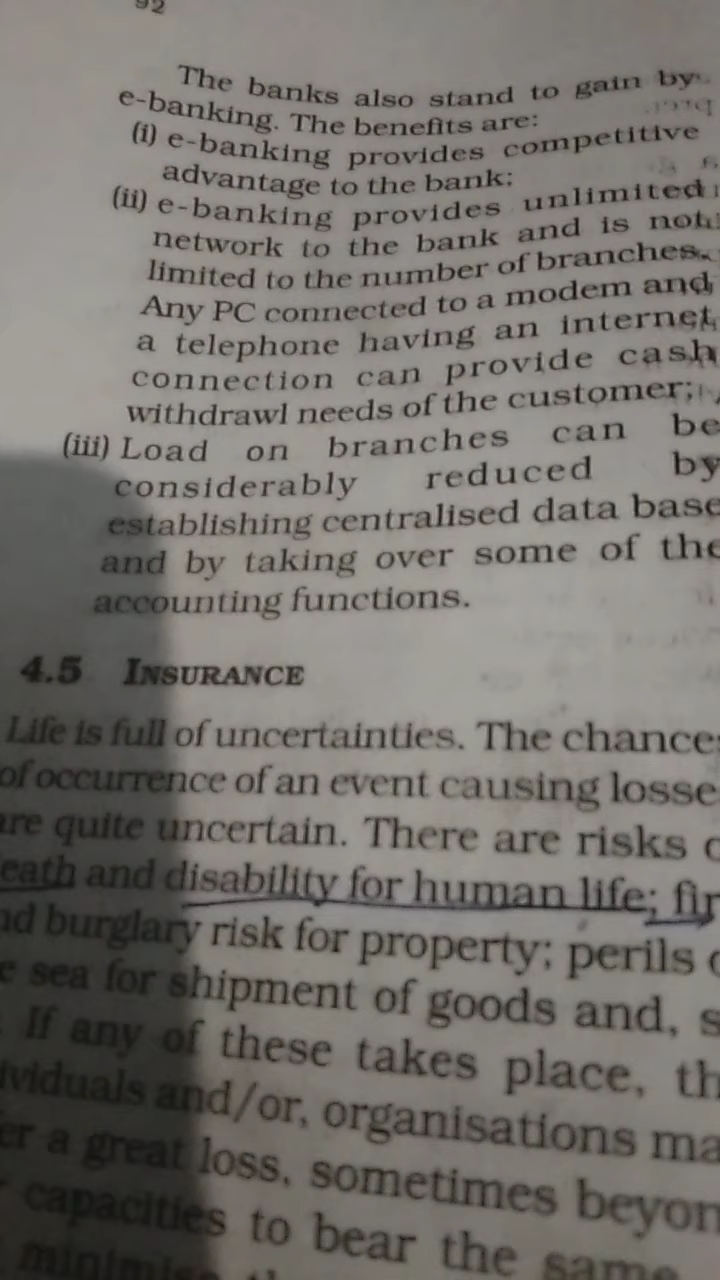 92
The banks also stand to gain by
e-banking. The benefits are:
(i) e-banking provides competitive
advantage to the bank;
(ii) e-banking provides unlimited
network to the bank and is not
limited to the number of branches.
Any PC connected to a modem and
a telephone having an internet
connection can provide cash
withdrawl needs of the customer;
(iii) Load on branches can be
considerably reduced by
establishing centralised data base
and by taking over some of the
accounting functions.
4.5 INSURANCE
Life is full of uncertainties. The chance
of occurrence of an event causing losse
are quite uncertain. There are risks o
eath and disability for human life; fir
nd burglary risk for property; perils o
e sea for shipment of goods and, s
If any of these takes place, th
viduals and/or, organisations ma
er a great loss, sometimes beyon
capacities to bear the same
minimise